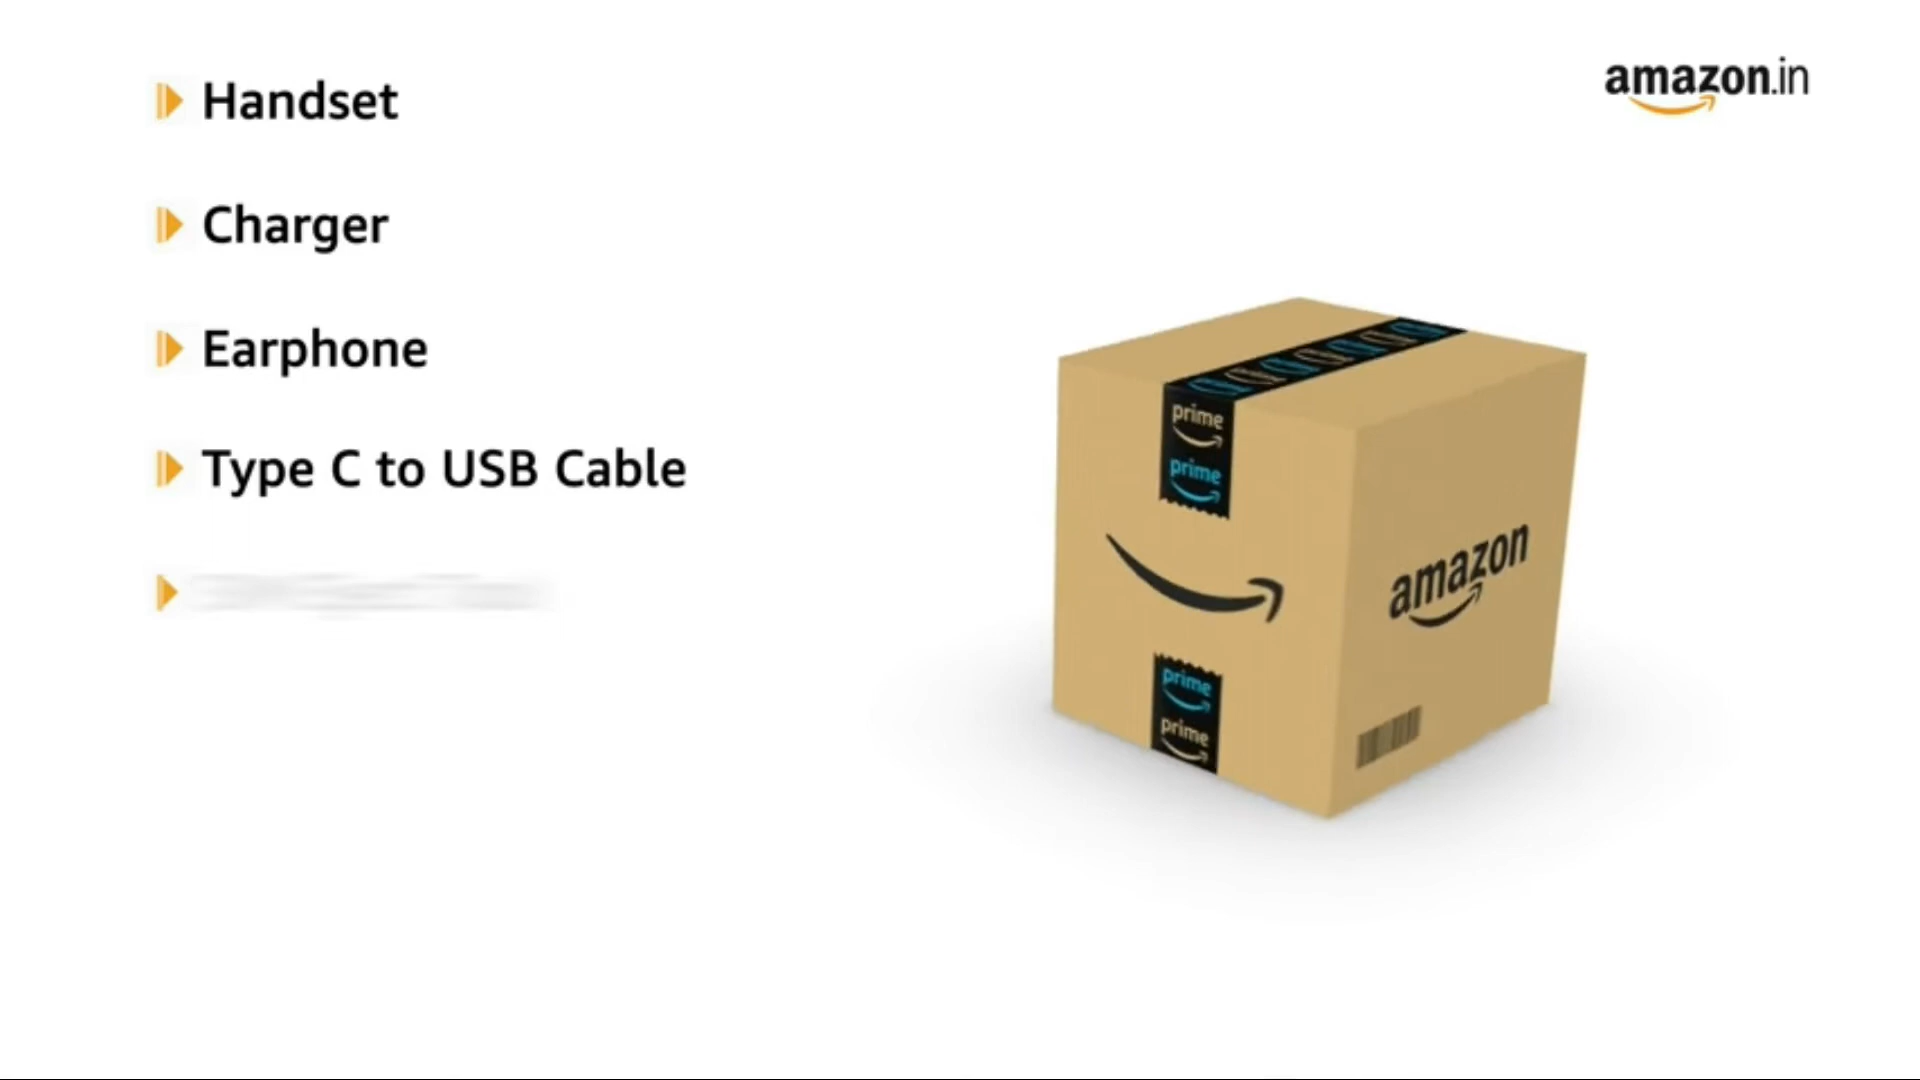 Handset
amazon.in
Charger
Earphone
Type C to USB Cable
prime
prime
amazon
prime
prime